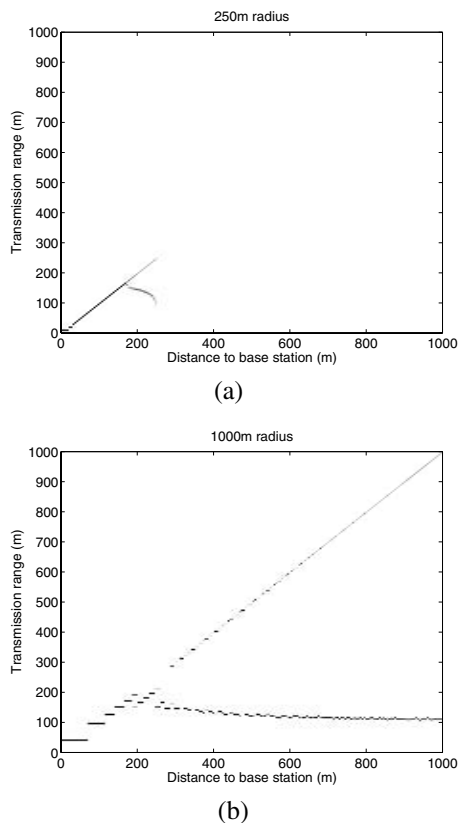 250m radius
1000
900
800
700
600
500
400
300
200
100
0
Transmission range (m)
0 200 400 600 800 1000
Distance to base station (m)
(a)
1000m radius
1000
900
800
700
600
500
400
300
200
100
0
Transmission range (m)
0 200 400 600 800 1000
Distance to base station (m)
(b)